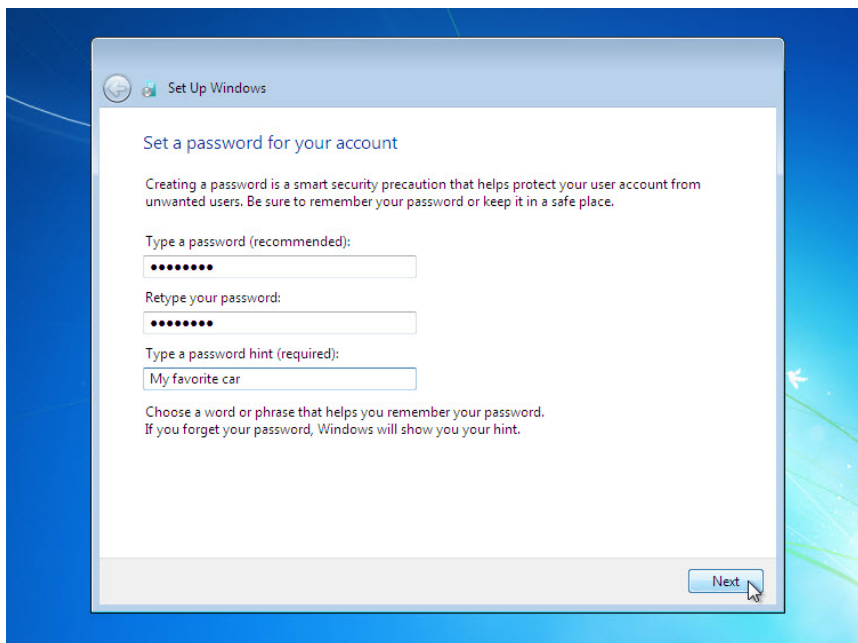 Set Up Windows
Set a password for your account
Creating a password is a smart security precaution that helps protect your user account from
unwanted users. Be sure to remember your password or keep it in a safe place.
Type a password (recommended):
••••••••
Retype your password:
••••••••
Type a password hint (required):
My favorite car
Choose a word or phrase that helps you remember your password.
If you forget your password, Windows will show you your hint.
Next